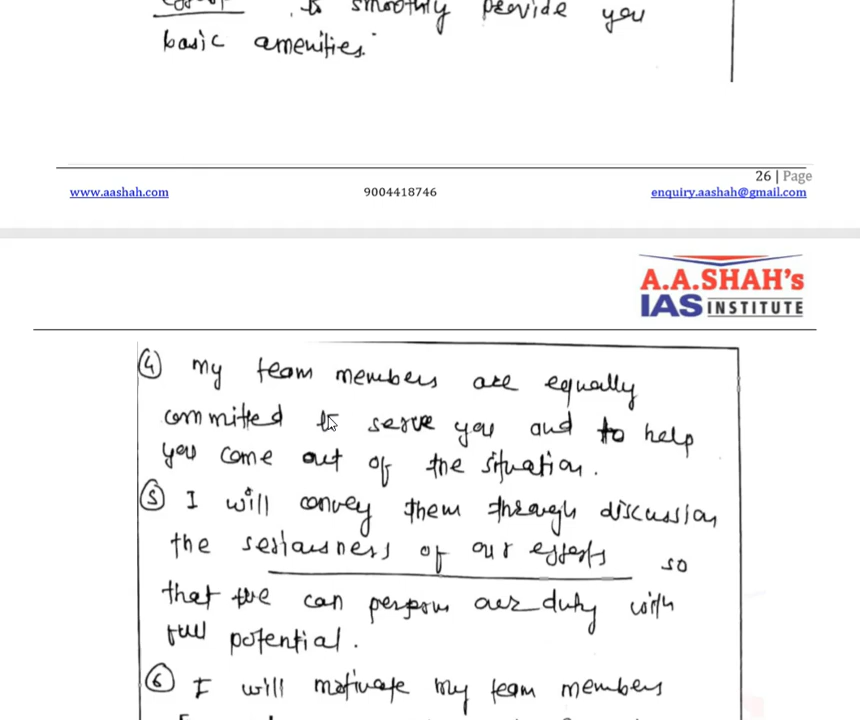 to smoothly provide you
basic amenities."
26 | Page
www.aashah.com 9004418746 enquiry.aashah@gmail.com
A.A.SHAH's
IAS INSTITUTE
④ My team members are equally
committed to serve you and to help
you come out of the situation.
⑤ I will convey them through discussion
the seriousness of our efforts so
that we can perform our duty with
full potential.
⑥ I will motivate my team members